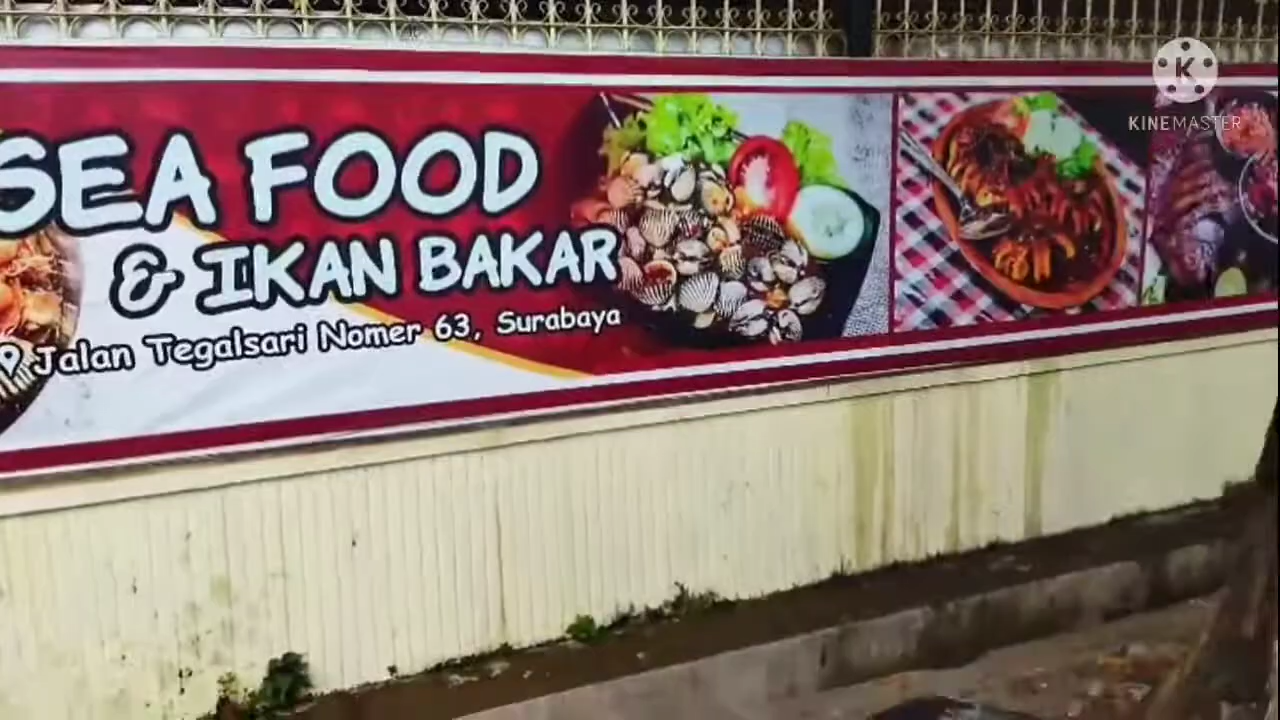 SEA FOOD
& IKAN BAKAR
Jalan Tegalsari Nomer 63, Surabaya
K
KINEMASTER